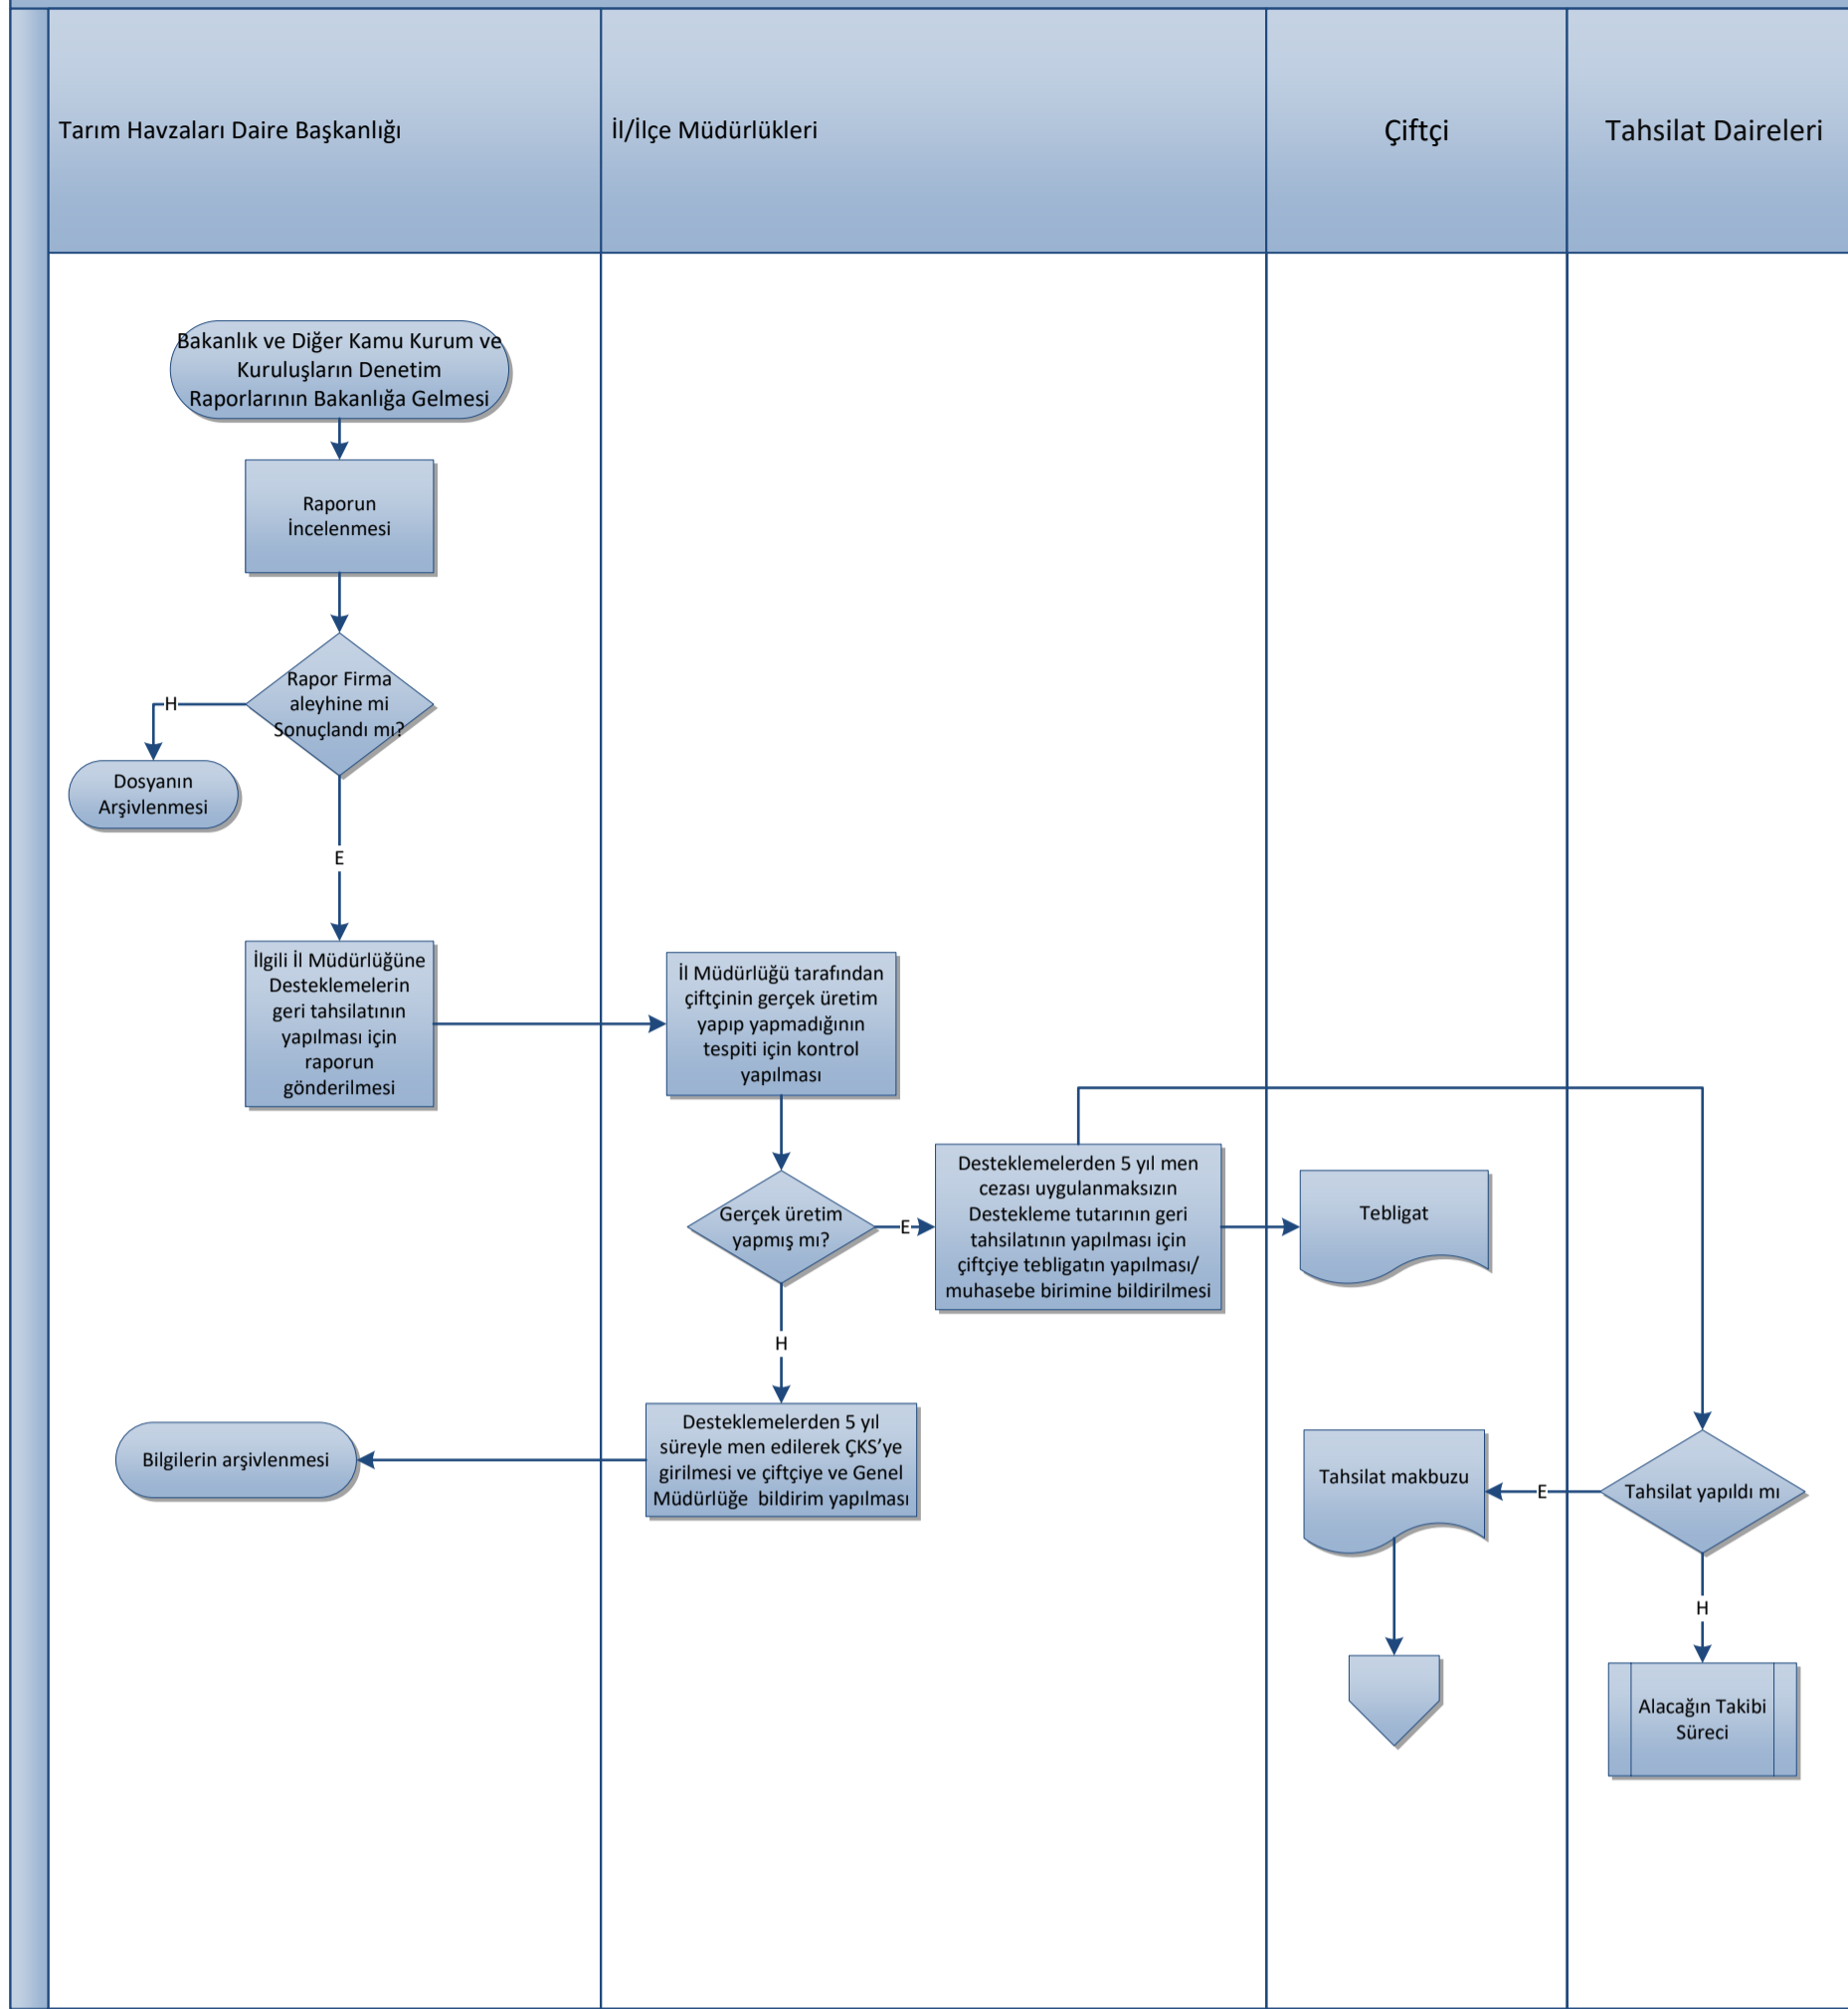 Tarım Havzaları Daire Başkanlığı
İl/İlçe Müdürlükleri
Çiftçi
Tahsilat Daireleri
Bakanlık ve Diğer Kamu Kurum ve
Kuruluşların Denetim
Raporlarının Bakanlığa Gelmesi
Raporun
İncelenmesi
Rapor Firma
aleyhine mi
Sonuçlandı mı?
H
Dosyanın
Arşivlenmesi
E
İlgili İl Müdürlüğüne
Desteklemelerin
geri tahsilatının
yapılması için
raporun
gönderilmesi
İl Müdürlüğü tarafından
çiftçinin gerçek üretim
yapıp yapmadığının
tespiti için kontrol
yapılması
Gerçek üretim
yapmış mı?
E
Desteklemelerden 5 yıl men
cezası uygulanmaksızın
Destekleme tutarının geri
tahsilatının yapılması için
çiftçiye tebligatın yapılması/
muhasebe birimine bildirilmesi
Tebligat
H
Desteklemelerden 5 yıl
süreyle men edilerek ÇKS’ye
girilmesi ve çiftçiye ve Genel
Müdürlüğe  bildirim yapılması
Bilgilerin arşivlenmesi
Tahsilat makbuzu
E
Tahsilat yapıldı mı
H
Alacağın Takibi
Süreci